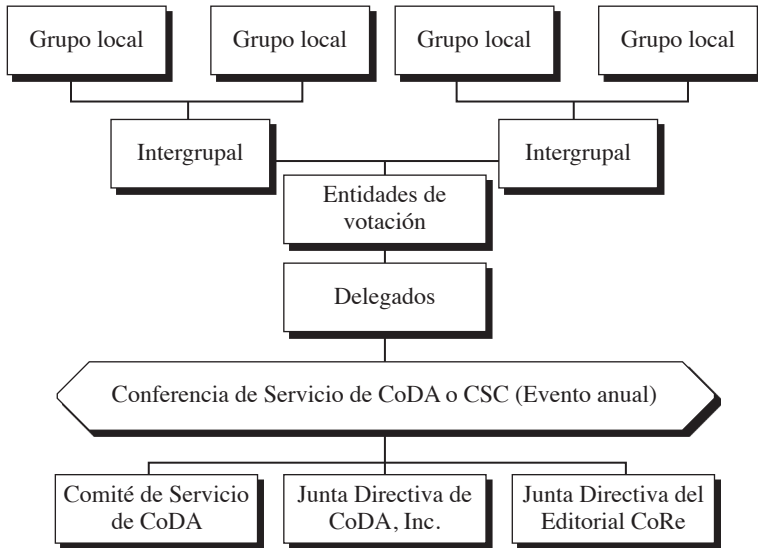 Grupo local
Grupo local
Grupo local
Grupo local
Intergrupal
Intergrupal
Entidades de
votación
Delegados
Conferencia de Servicio de CoDA o CSC (Evento anual)
Comité de Servicio
de CoDA
Junta Directiva de
CoDA, Inc.
Junta Directiva del
Editorial CoRe